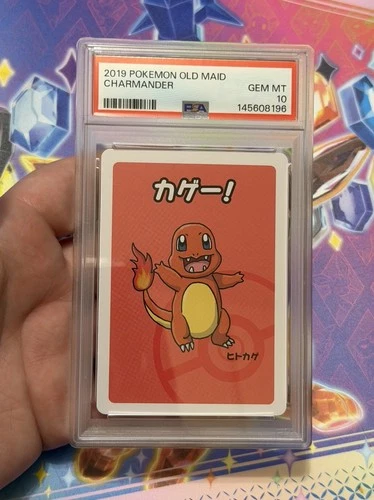 2019 POKEMON OLD MAID
CHARMANDER
GEM MT
10
PSA
145608196
カゲー!
ヒトカゲ